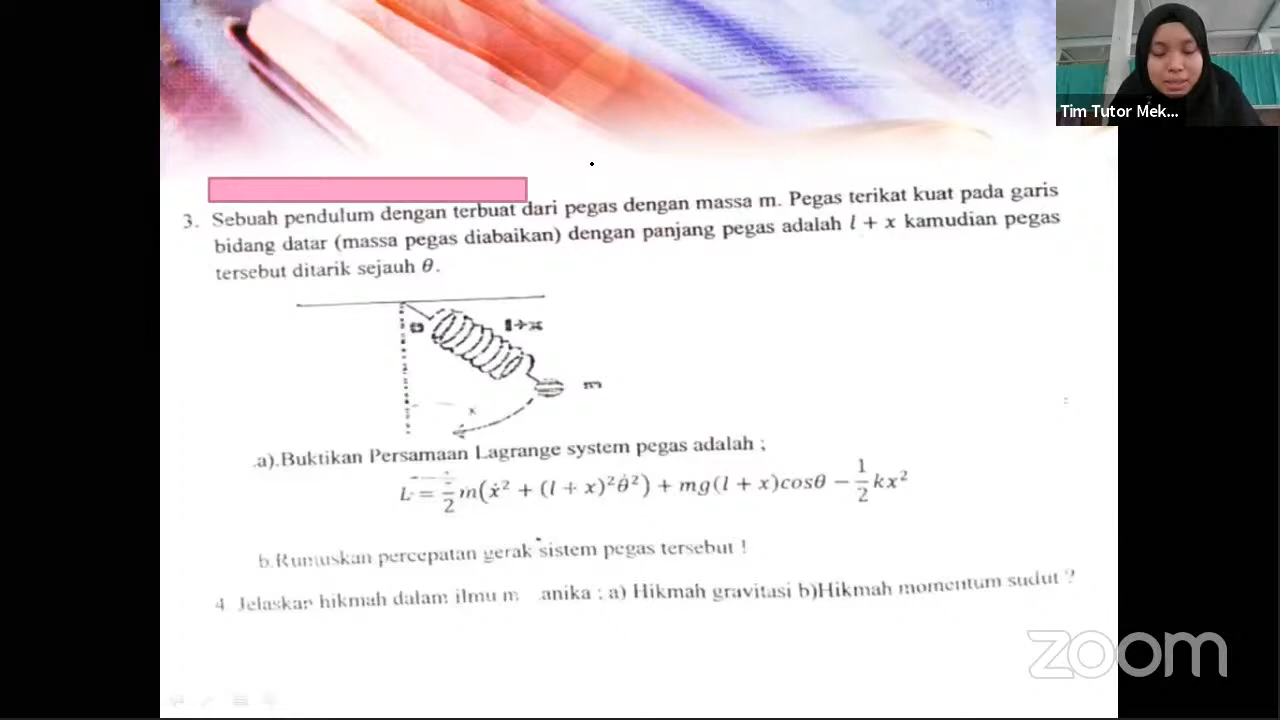 Tim Tutor Mek...
3. Sebuah pendulum dengan terbuat dari pegas dengan massa m. Pegas terikat kuat pada garis
bidang datar (massa pegas diabaikan) dengan panjang pegas adalah l + x kamudian pegas
tersebut ditarik sejauh θ.
θ
l+x
m
x
.a).Buktikan Persamaan Lagrange system pegas adalah ;
L = 1/2 m(ẋ² + (l + x)²θ̇²) + mg(l + x)cosθ − 1/2 kx²
b.Rumuskan percepatan gerak sistem pegas tersebut !
4. Jelaskan hikmah dalam ilmu m anika : a) Hikmah gravitasi b)Hikmah momentum sudut ?
zoom